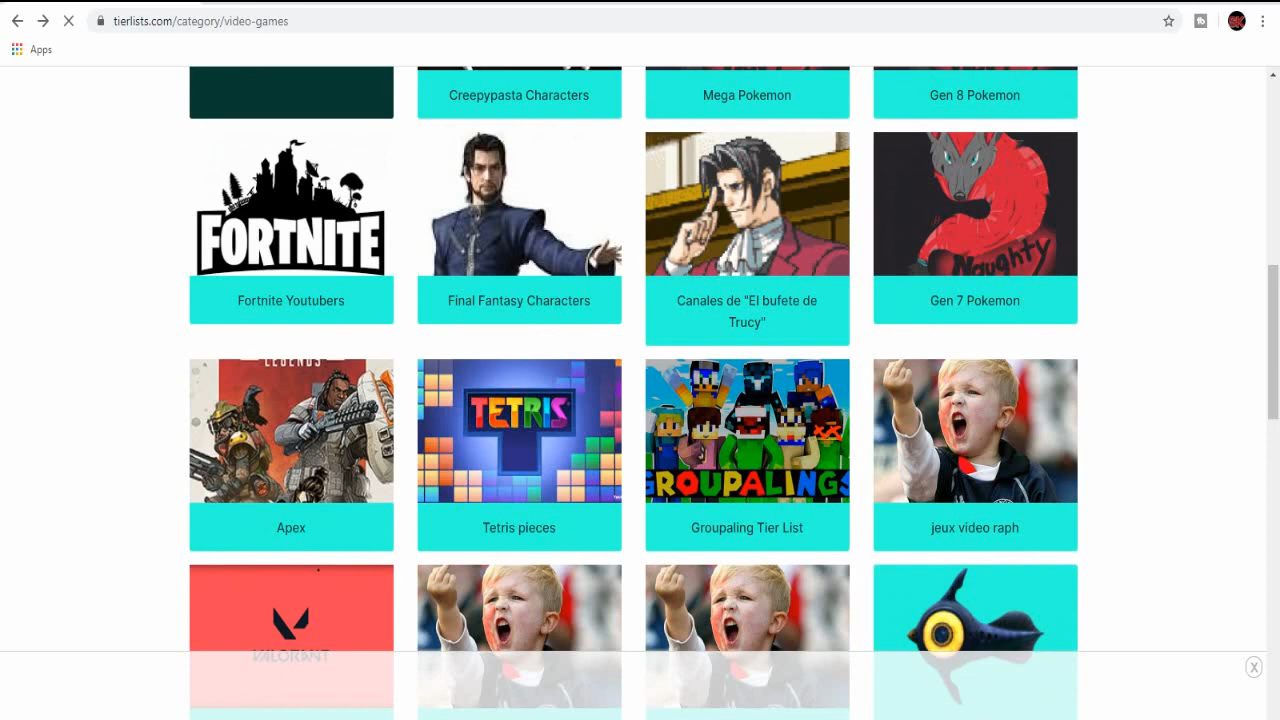 tierlists.com/category/video-games
Apps
Creepypasta Characters
Mega Pokemon
Gen 8 Pokemon
FORTNITE
Naughty
Fortnite Youtubers
Final Fantasy Characters
Canales de "El bufete de
Trucy"
Gen 7 Pokemon
LEGENDS
TETRIS
GROUPALINGS
Apex
Tetris pieces
Groupaling Tier List
jeux video raph
VALORANT
X